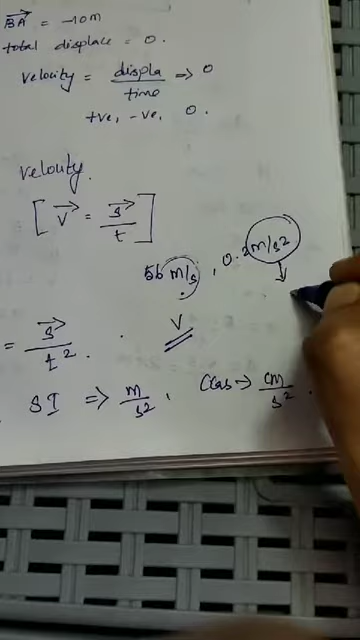 BA = -10m
total displace = 0.
velocity = displa / time => 0
+ve, -ve, 0.
velocity.
[ V = s / t ]
56 m/s, 0.2 m/s2
V
= s / t².
SI => m / s², CGS → cm / s².